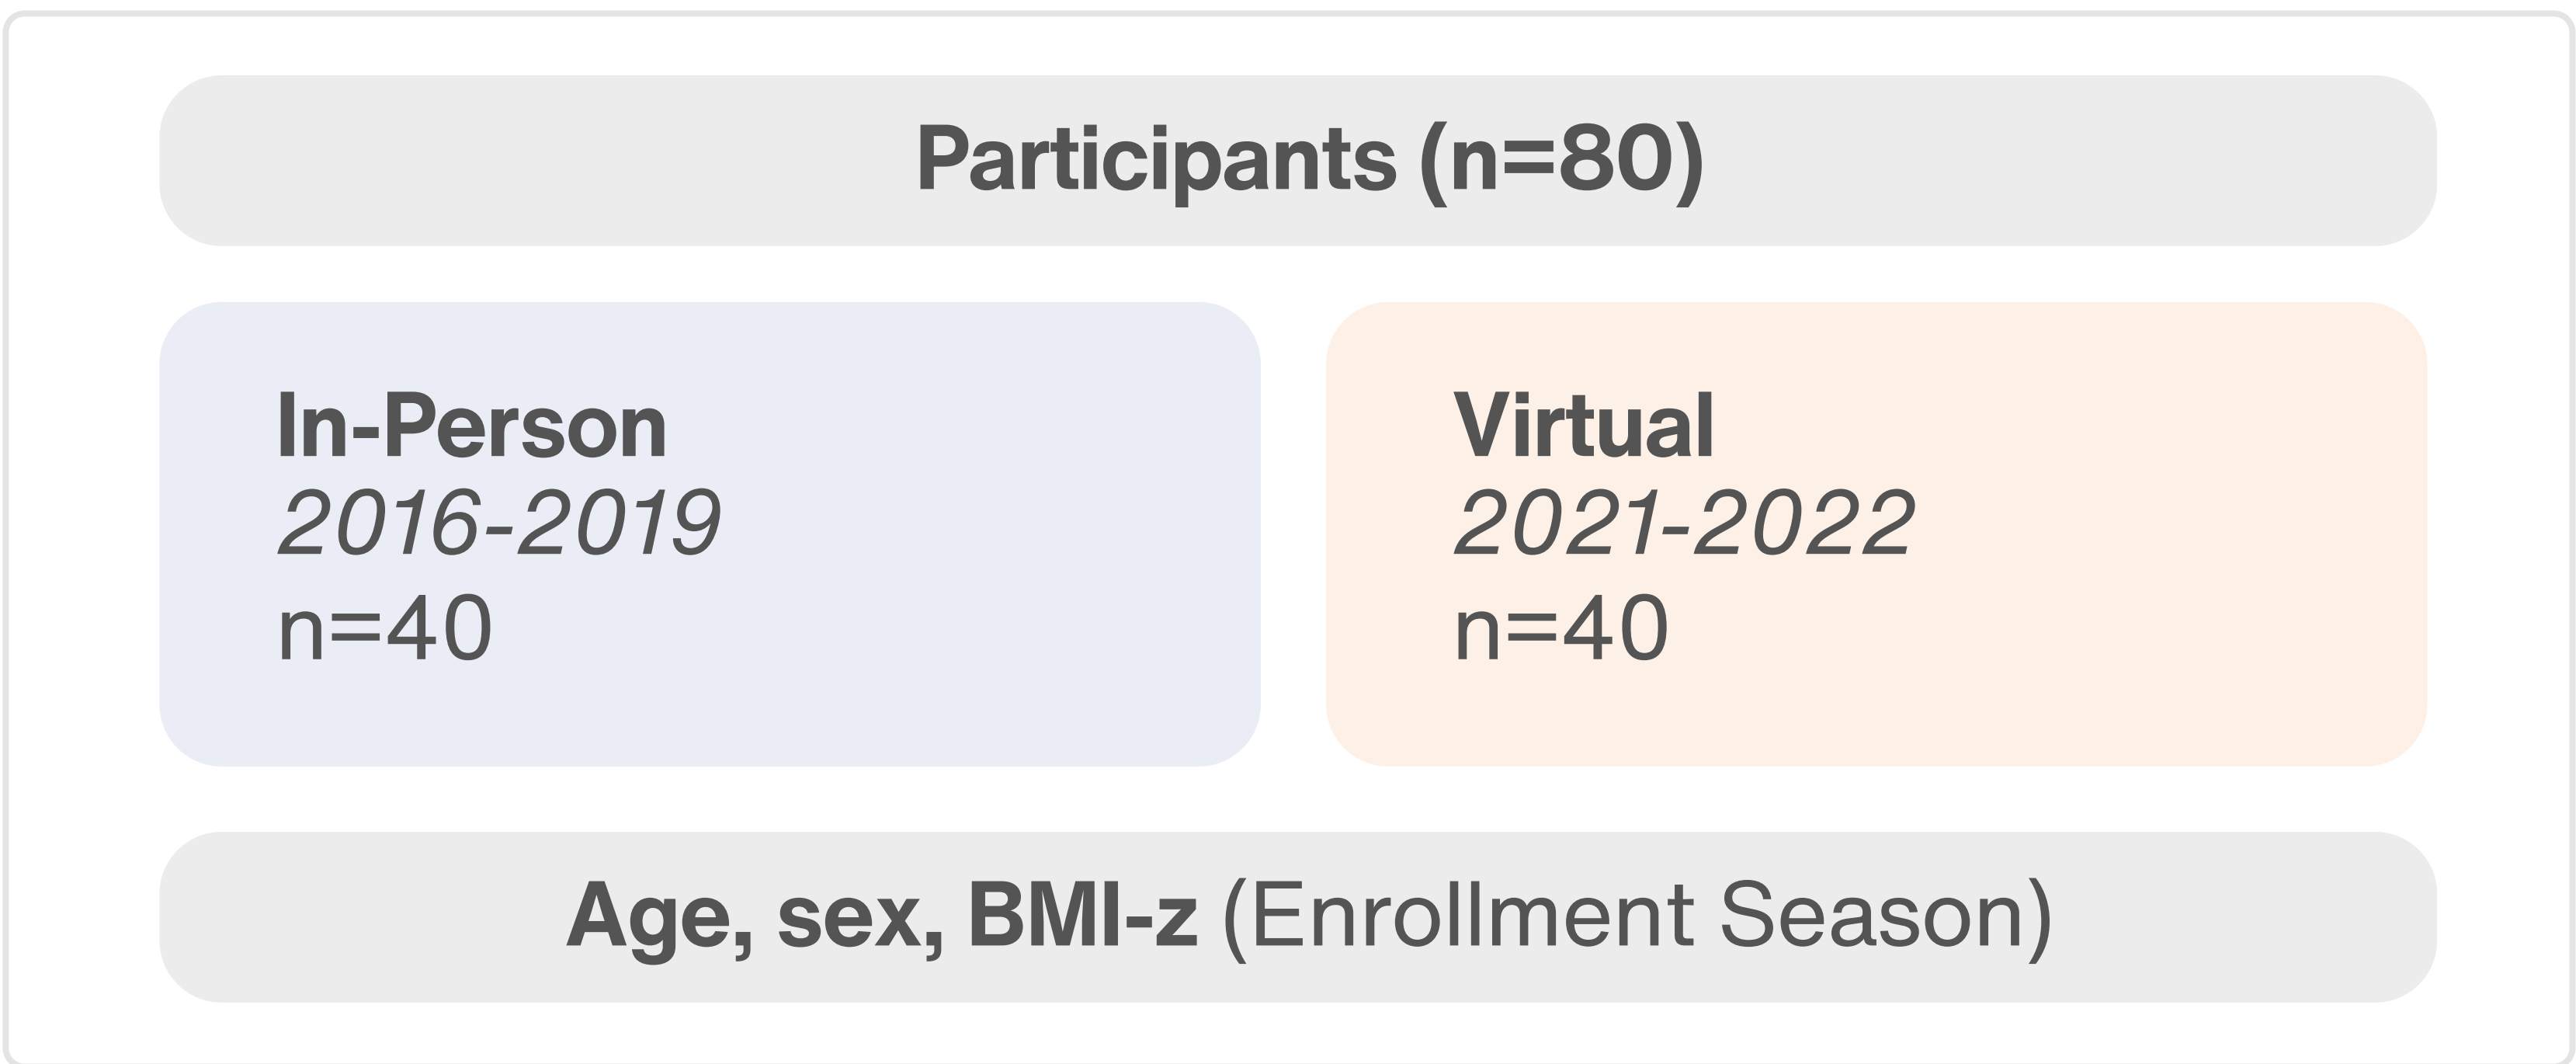 Participants (n=80)
In-Person
2016-2019
n=40
Virtual
2021-2022
n=40
Age, sex, BMI-z (Enrollment Season)